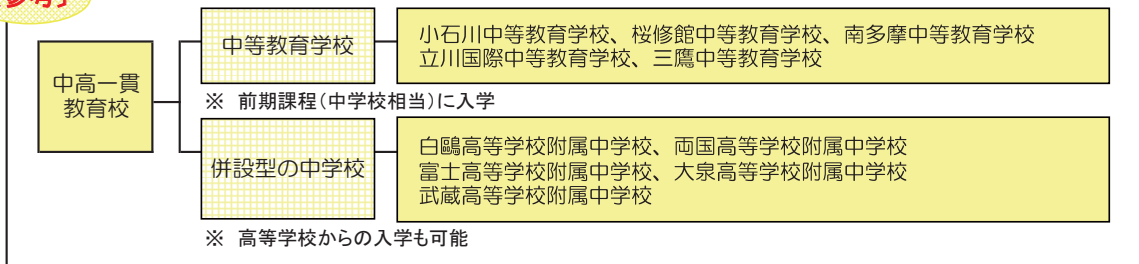 参考
中高一貫
教育校
中等教育学校
小石川中等教育学校、桜修館中等教育学校、南多摩中等教育学校
立川国際中等教育学校、三鷹中等教育学校
※ 前期課程(中学校相当)に入学
併設型の中学校
白鷗高等学校附属中学校、両国高等学校附属中学校
富士高等学校附属中学校、大泉高等学校附属中学校
武蔵高等学校附属中学校
※ 高等学校からの入学も可能